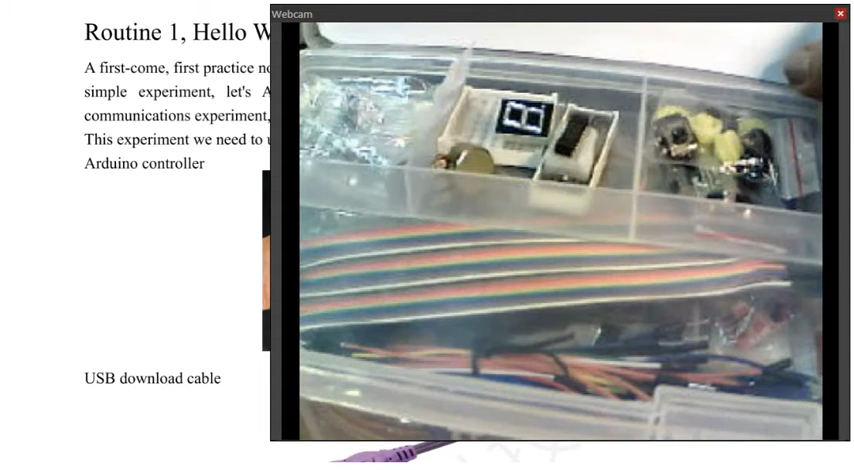 Webcam
Routine 1, Hello W
A first-come, first practice no
simple experiment, let's A
communications experiment,
This experiment we need to u
Arduino controller
USB download cable